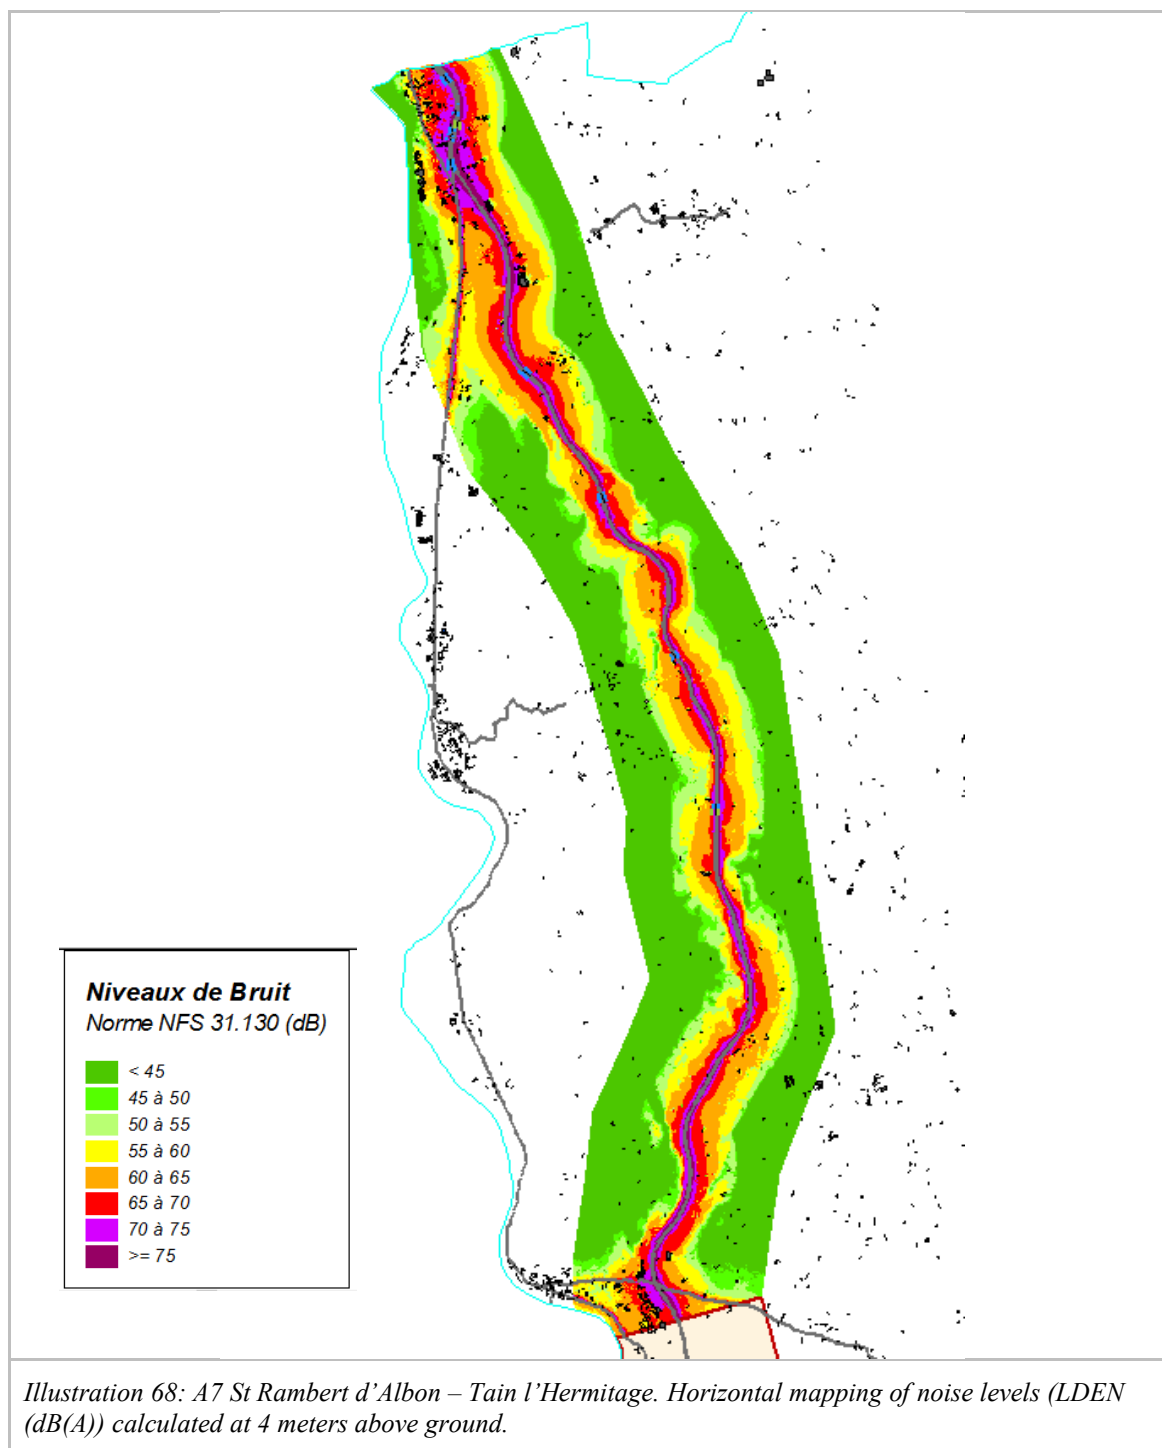 Niveaux de Bruit
Norme NFS 31.130 (dB)
< 45
45 à 50
50 à 55
55 à 60
60 à 65
65 à 70
70 à 75
>= 75
Illustration 68: A7 St Rambert d’Albon – Tain l’Hermitage. Horizontal mapping of noise levels (LDEN
(dB(A)) calculated at 4 meters above ground.